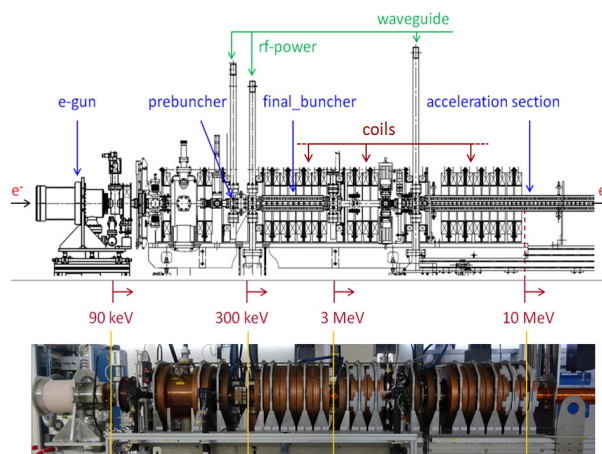 waveguide
rf-power
e-gun
prebuncher
final_buncher
acceleration section
coils
e-
e
90 keV
300 keV
3 MeV
10 MeV